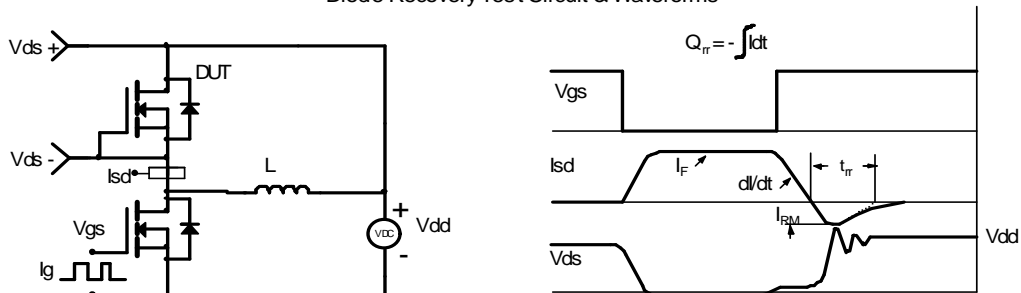 Diode Recovery Test Circuit & Waveforms
Vds +
DUT
Vds -
Isd
L
Vgs
Ig
VDC
+
-
Vdd
Qrr = - ∫ Idt
Vgs
Isd
IF
dI/dt
trr
IRM
Vds
Vdd